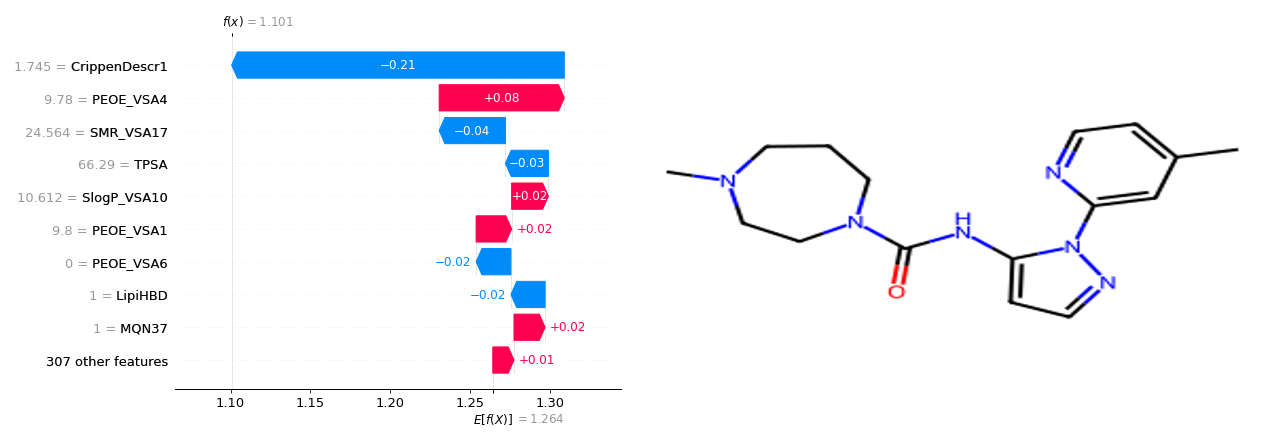 f(x) = 1.101
1.745 = CrippenDescr1
−0.21
9.78 = PEOE_VSA4
+0.08
24.564 = SMR_VSA17
−0.04
66.29 = TPSA
−0.03
10.612 = SlogP_VSA10
+0.02
9.8 = PEOE_VSA1
+0.02
0 = PEOE_VSA6
−0.02
1 = LipiHBD
−0.02
1 = MQN37
+0.02
307 other features
+0.01
1.10 1.15 1.20 1.25 1.30
E[f(X)] = 1.264
N
N
O
H
N
N
N
N